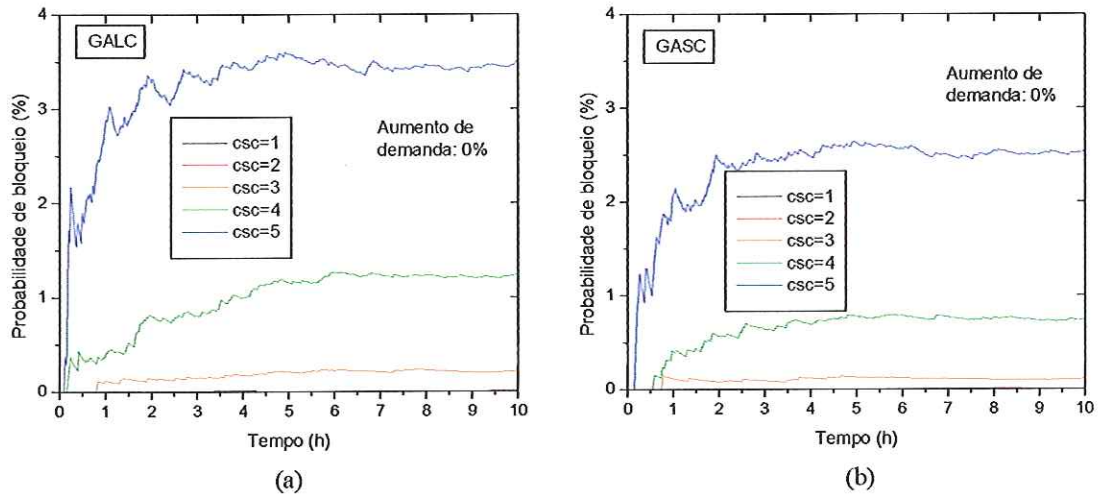 GALC
Aumento de
demanda: 0%
csc=1
csc=2
csc=3
csc=4
csc=5
Probabilidade de bloqueio (%)
4
3
2
1
0
0 1 2 3 4 5 6 7 8 9 10
Tempo (h)
(a)
GASC
Aumento de
demanda: 0%
csc=1
csc=2
csc=3
csc=4
csc=5
Probabilidade de bloqueio (%)
4
3
2
1
0
0 1 2 3 4 5 6 7 8 9 10
Tempo (h)
(b)